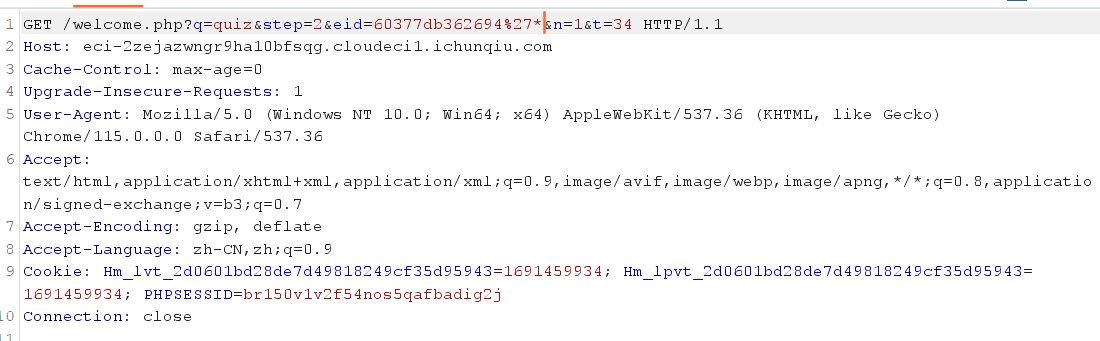 1 GET /welcome.php?q=quiz&step=2&eid=60377db362694%27*&n=1&t=34 HTTP/1.1
2 Host: eci-2zejazwngr9ha10bfsqg.cloudeci1.ichunqiu.com
3 Cache-Control: max-age=0
4 Upgrade-Insecure-Requests: 1
5 User-Agent: Mozilla/5.0 (Windows NT 10.0; Win64; x64) AppleWebKit/537.36 (KHTML, like Gecko)
Chrome/115.0.0.0 Safari/537.36
6 Accept:
text/html,application/xhtml+xml,application/xml;q=0.9,image/avif,image/webp,image/apng,*/*;q=0.8,applicatio
n/signed-exchange;v=b3;q=0.7
7 Accept-Encoding: gzip, deflate
8 Accept-Language: zh-CN,zh;q=0.9
9 Cookie: Hm_lvt_2d0601bd28de7d49818249cf35d95943=1691459934; Hm_lpvt_2d0601bd28de7d49818249cf35d95943=
1691459934; PHPSESSID=br150v1v2f54nos5qafbadig2j
10 Connection: close
11